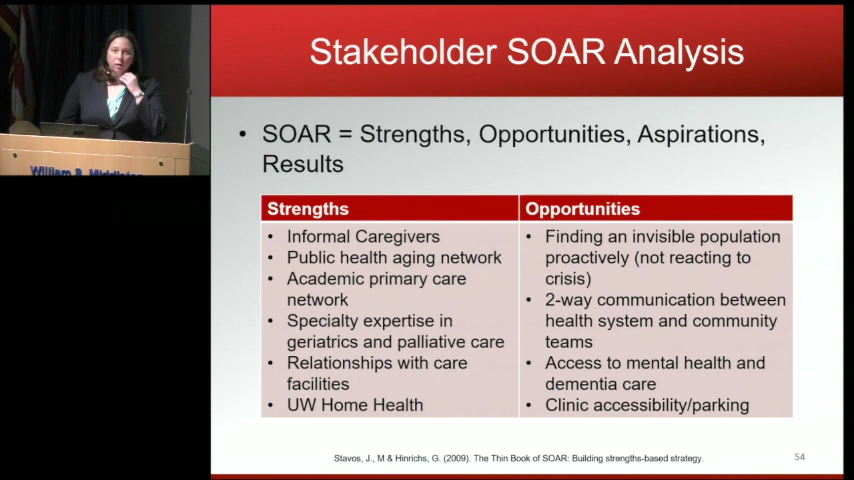 Stakeholder SOAR Analysis
• SOAR = Strengths, Opportunities, Aspirations,
Results
Strengths
• Informal Caregivers
• Public health aging network
• Academic primary care
network
• Specialty expertise in
geriatrics and palliative care
• Relationships with care
facilities
• UW Home Health
Opportunities
• Finding an invisible population
proactively (not reacting to
crisis)
• 2-way communication between
health system and community
teams
• Access to mental health and
dementia care
• Clinic accessibility/parking
Stavos, J., M & Hinrichs, G. (2009). The Thin Book of SOAR: Building strengths-based strategy.
54
William S. Middleton